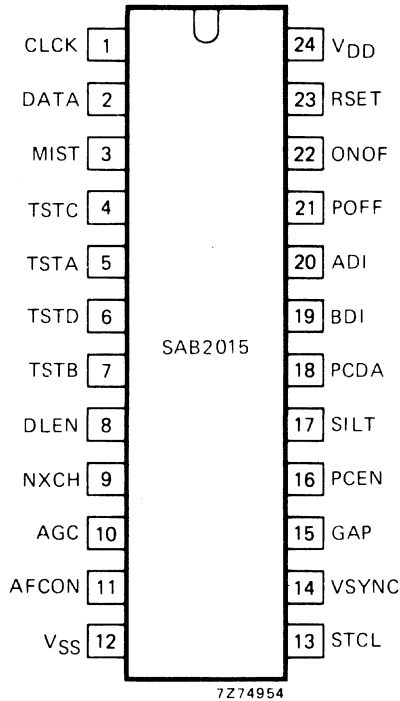 CLCK 1 24 VDD
DATA 2 23 RSET
MIST 3 22 ONOF
TSTC 4 21 POFF
TSTA 5 20 ADI
TSTD 6 19 BDI
SAB2015
TSTB 7 18 PCDA
DLEN 8 17 SILT
NXCH 9 16 PCEN
AGC 10 15 GAP
AFCON 11 14 VSYNC
VSS 12 13 STCL
7Z74954